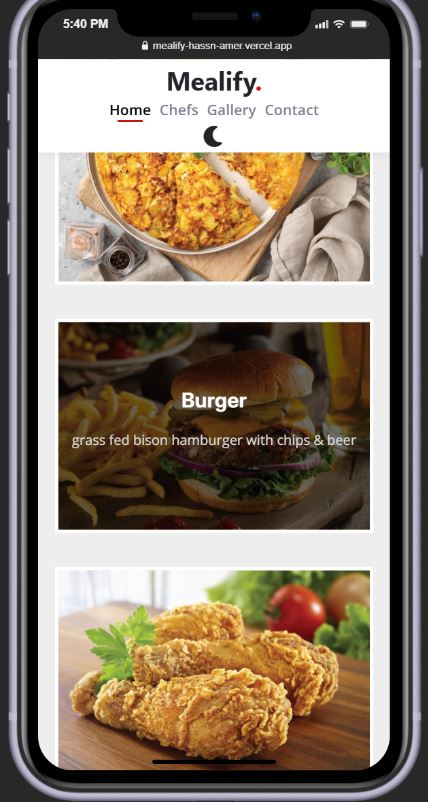 5:40 PM
mealify-hassn-amer.vercel.app
Mealify.
Home Chefs Gallery Contact
Burger
grass fed bison hamburger with chips & beer